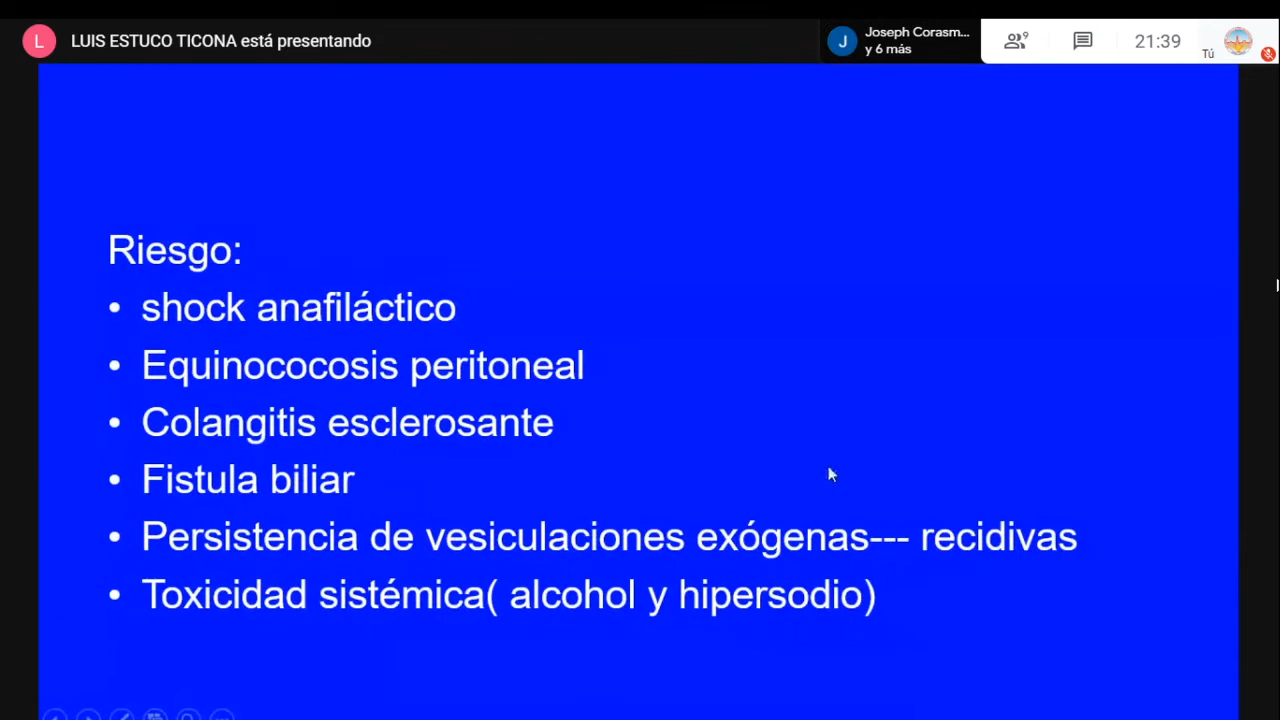 L LUIS ESTUCO TICONA está presentando
J Joseph Corasm...
y 6 más
9
21:39
Tú
Riesgo:
• shock anafiláctico
• Equinococosis peritoneal
• Colangitis esclerosante
• Fistula biliar
• Persistencia de vesiculaciones exógenas--- recidivas
• Toxicidad sistémica( alcohol y hipersodio)